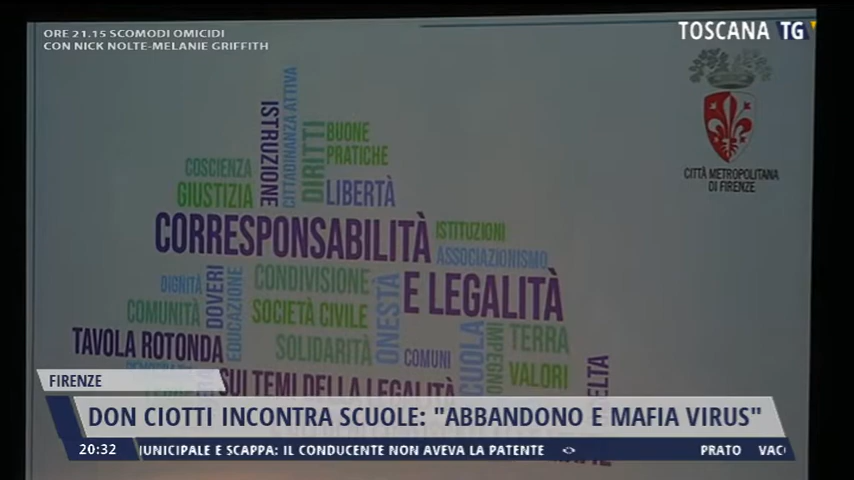 ORE 21.15 SCOMODI OMICIDI
CON NICK NOLTE-MELANIE GRIFFITH
TOSCANA TG
CITTÀ METROPOLITANA
DI FIRENZE
ISTRUZIONE
CITTADINANZA ATTIVA
DIRITTI
BUONE
PRATICHE
COSCIENZA
GIUSTIZIA
LIBERTÀ
CORRESPONSABILITÀ
ISTITUZIONI
ASSOCIAZIONISMO
E LEGALITÀ
DIGNITÀ
DOVERI
EDUCAZIONE
CONDIVISIONE
COMUNITÀ
SOCIETÀ CIVILE
ONESTÀ
TAVOLA ROTONDA
SOLIDARIETÀ
COMUNI
IMPEGNO
TERRA
VALORI
SUI TEMI DELLA LEGALITÀ
FIRENZE
DON CIOTTI INCONTRA SCUOLE: "ABBANDONO E MAFIA VIRUS"
20:32
UNICIPALE E SCAPPA: IL CONDUCENTE NON AVEVA LA PATENTE
PRATO